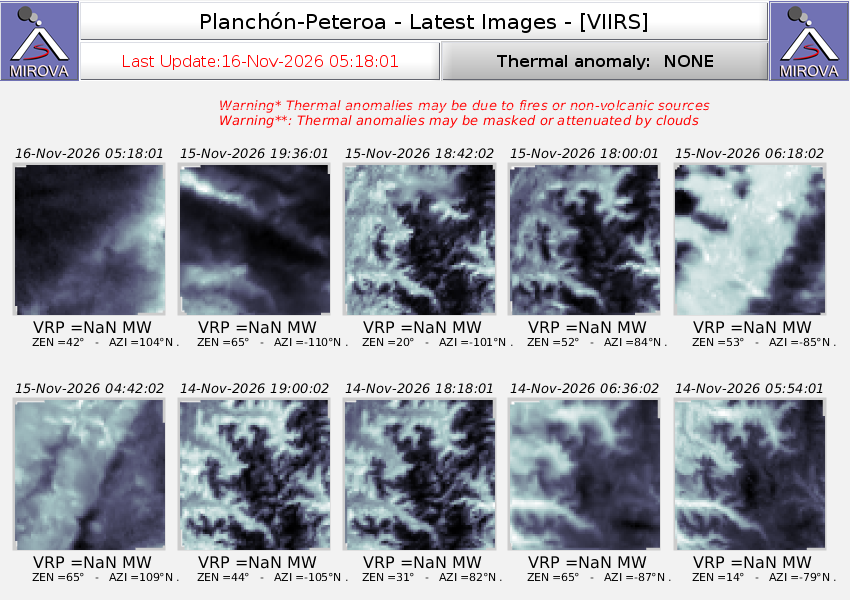 Planchón-Peteroa - Latest Images - [VIIRS]
MIROVA
MIROVA
Last Update:16-Nov-2026 05:18:01
Thermal anomaly: NONE
Warning* Thermal anomalies may be due to fires or non-volcanic sources
Warning**: Thermal anomalies may be masked or attenuated by clouds
16-Nov-2026 05:18:01 15-Nov-2026 19:36:01 15-Nov-2026 18:42:02 15-Nov-2026 18:00:01 15-Nov-2026 06:18:02
VRP =NaN MW VRP =NaN MW VRP =NaN MW VRP =NaN MW VRP =NaN MW
ZEN =42° - AZI =104°N . ZEN =65° - AZI =-110°N . ZEN =20° - AZI =-101°N . ZEN =52° - AZI =84°N . ZEN =53° - AZI =-85°N .
15-Nov-2026 04:42:02 14-Nov-2026 19:00:02 14-Nov-2026 18:18:01 14-Nov-2026 06:36:02 14-Nov-2026 05:54:01
VRP =NaN MW VRP =NaN MW VRP =NaN MW VRP =NaN MW VRP =NaN MW
ZEN =65° - AZI =109°N . ZEN =44° - AZI =-105°N . ZEN =31° - AZI =82°N . ZEN =65° - AZI =-87°N . ZEN =14° - AZI =-79°N .